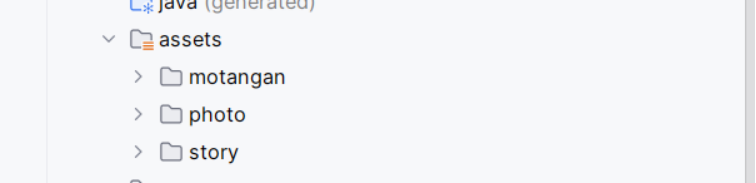 java (generated)
assets
motangan
photo
story